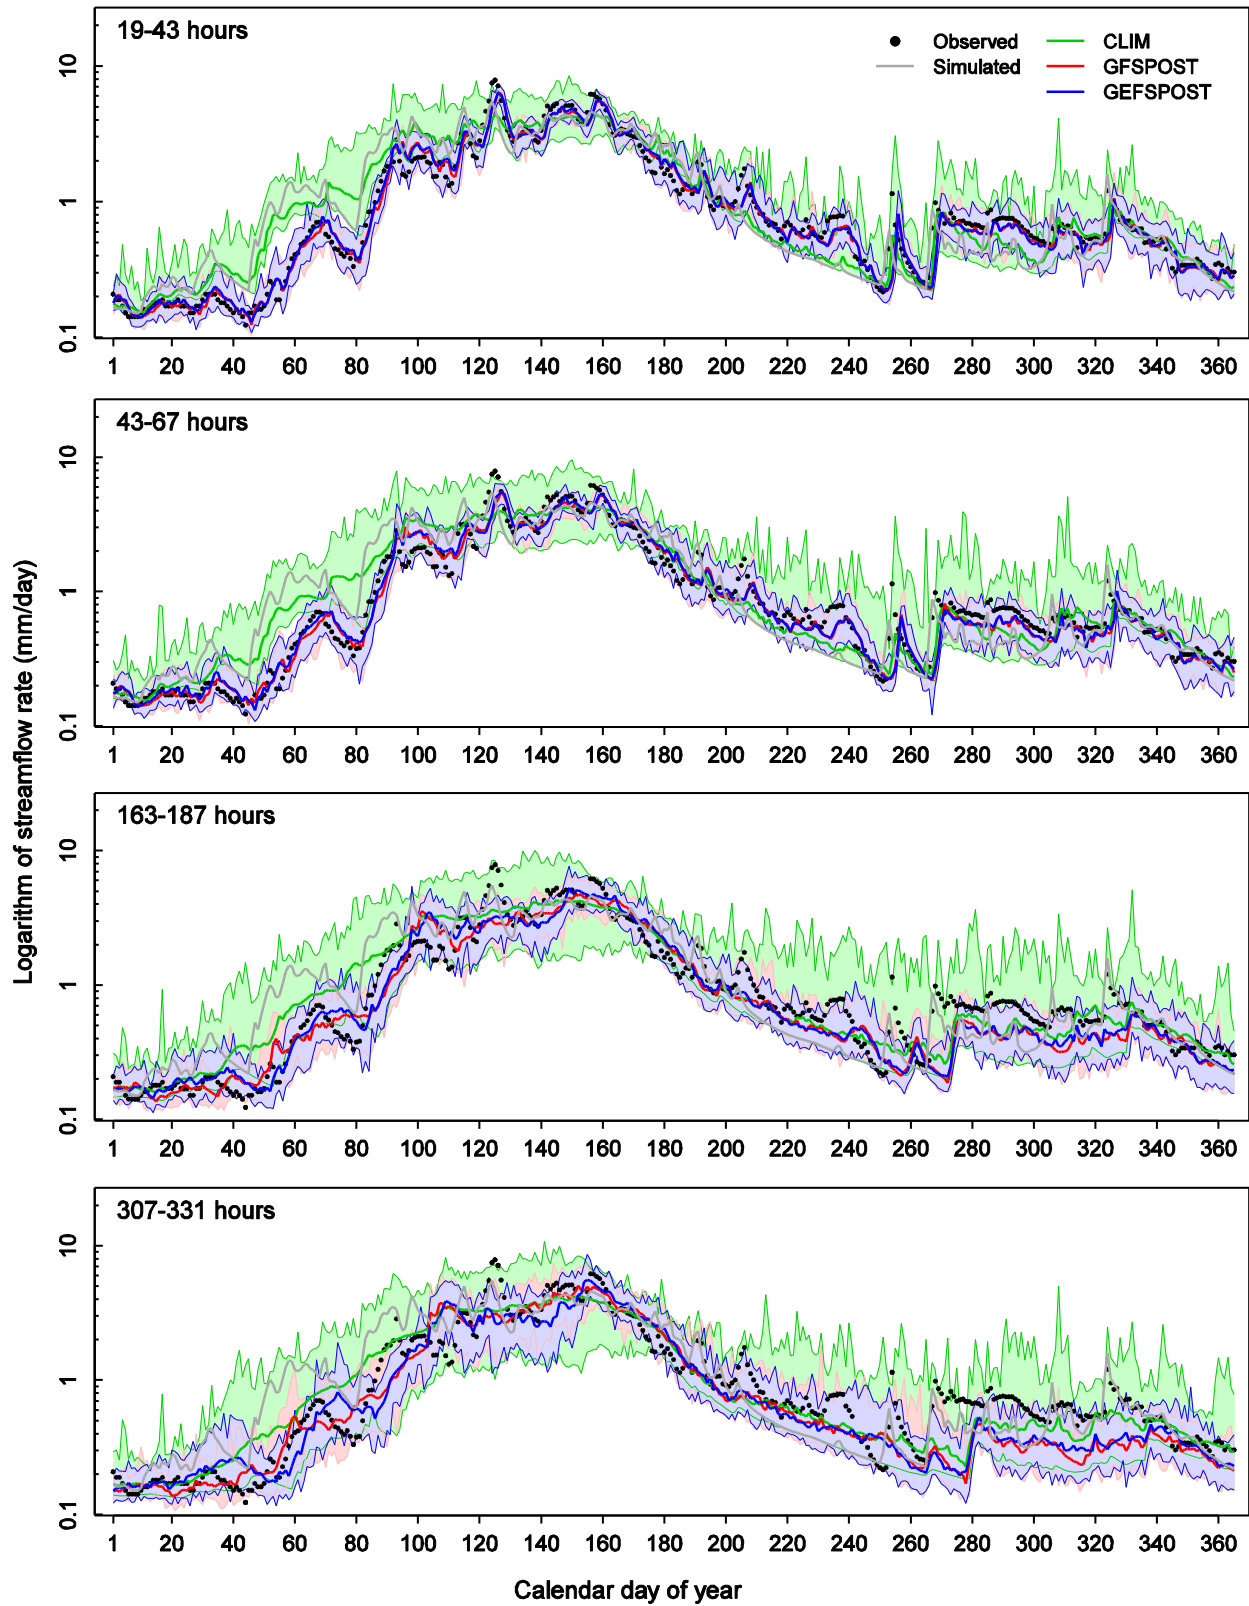 19-43 hours
Observed
Simulated
CLIM
GFSPOST
GEFSPOST
10
1
0.1
1 20 40 60 80 100 120 140 160 180 200 220 240 260 280 300 320 340 360
43-67 hours
10
1
0.1
1 20 40 60 80 100 120 140 160 180 200 220 240 260 280 300 320 340 360
Logarithm of streamflow rate (mm/day)
163-187 hours
10
1
0.1
1 20 40 60 80 100 120 140 160 180 200 220 240 260 280 300 320 340 360
307-331 hours
10
1
0.1
1 20 40 60 80 100 120 140 160 180 200 220 240 260 280 300 320 340 360
Calendar day of year